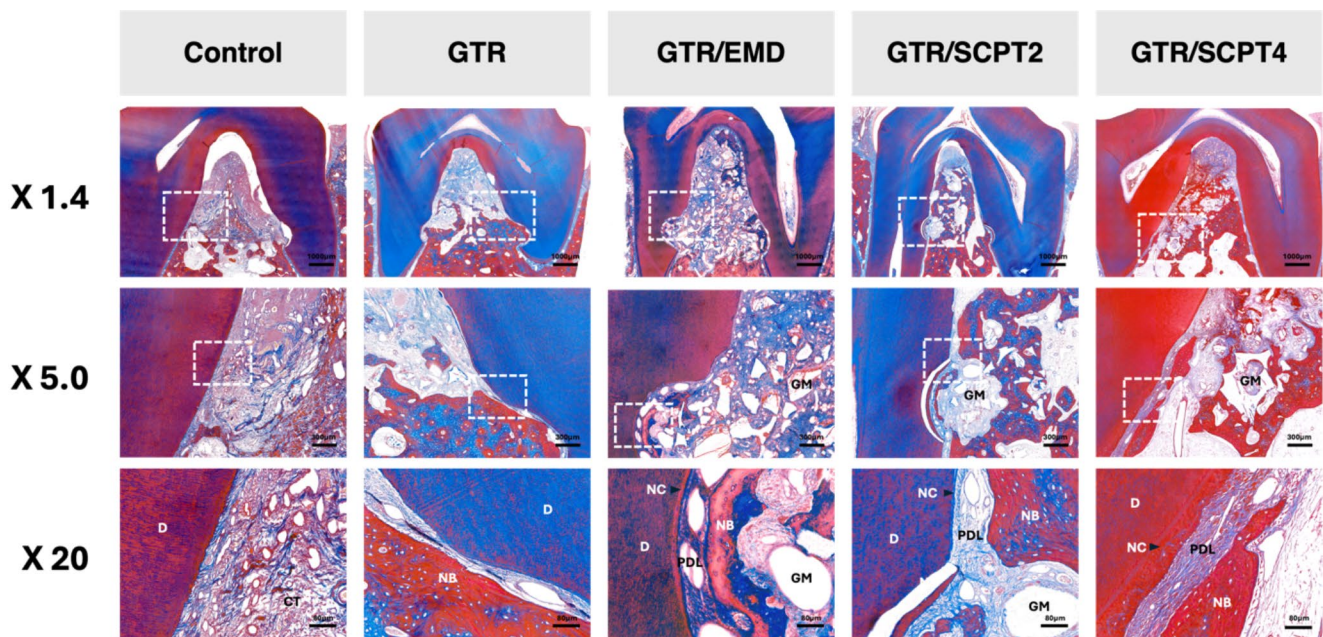 Control GTR GTR/EMD GTR/SCPT2 GTR/SCPT4
X 1.4
1000μm 1000μm 1000μm 1000μm 1000μm
X 5.0
GM GM GM
300μm 300μm 300μm 300μm 300μm
X 20
D CT 80μm
D NB 80μm
NC D NB PDL GM 80μm
NC D PDL NB GM 80μm
D NC PDL NB 80μm